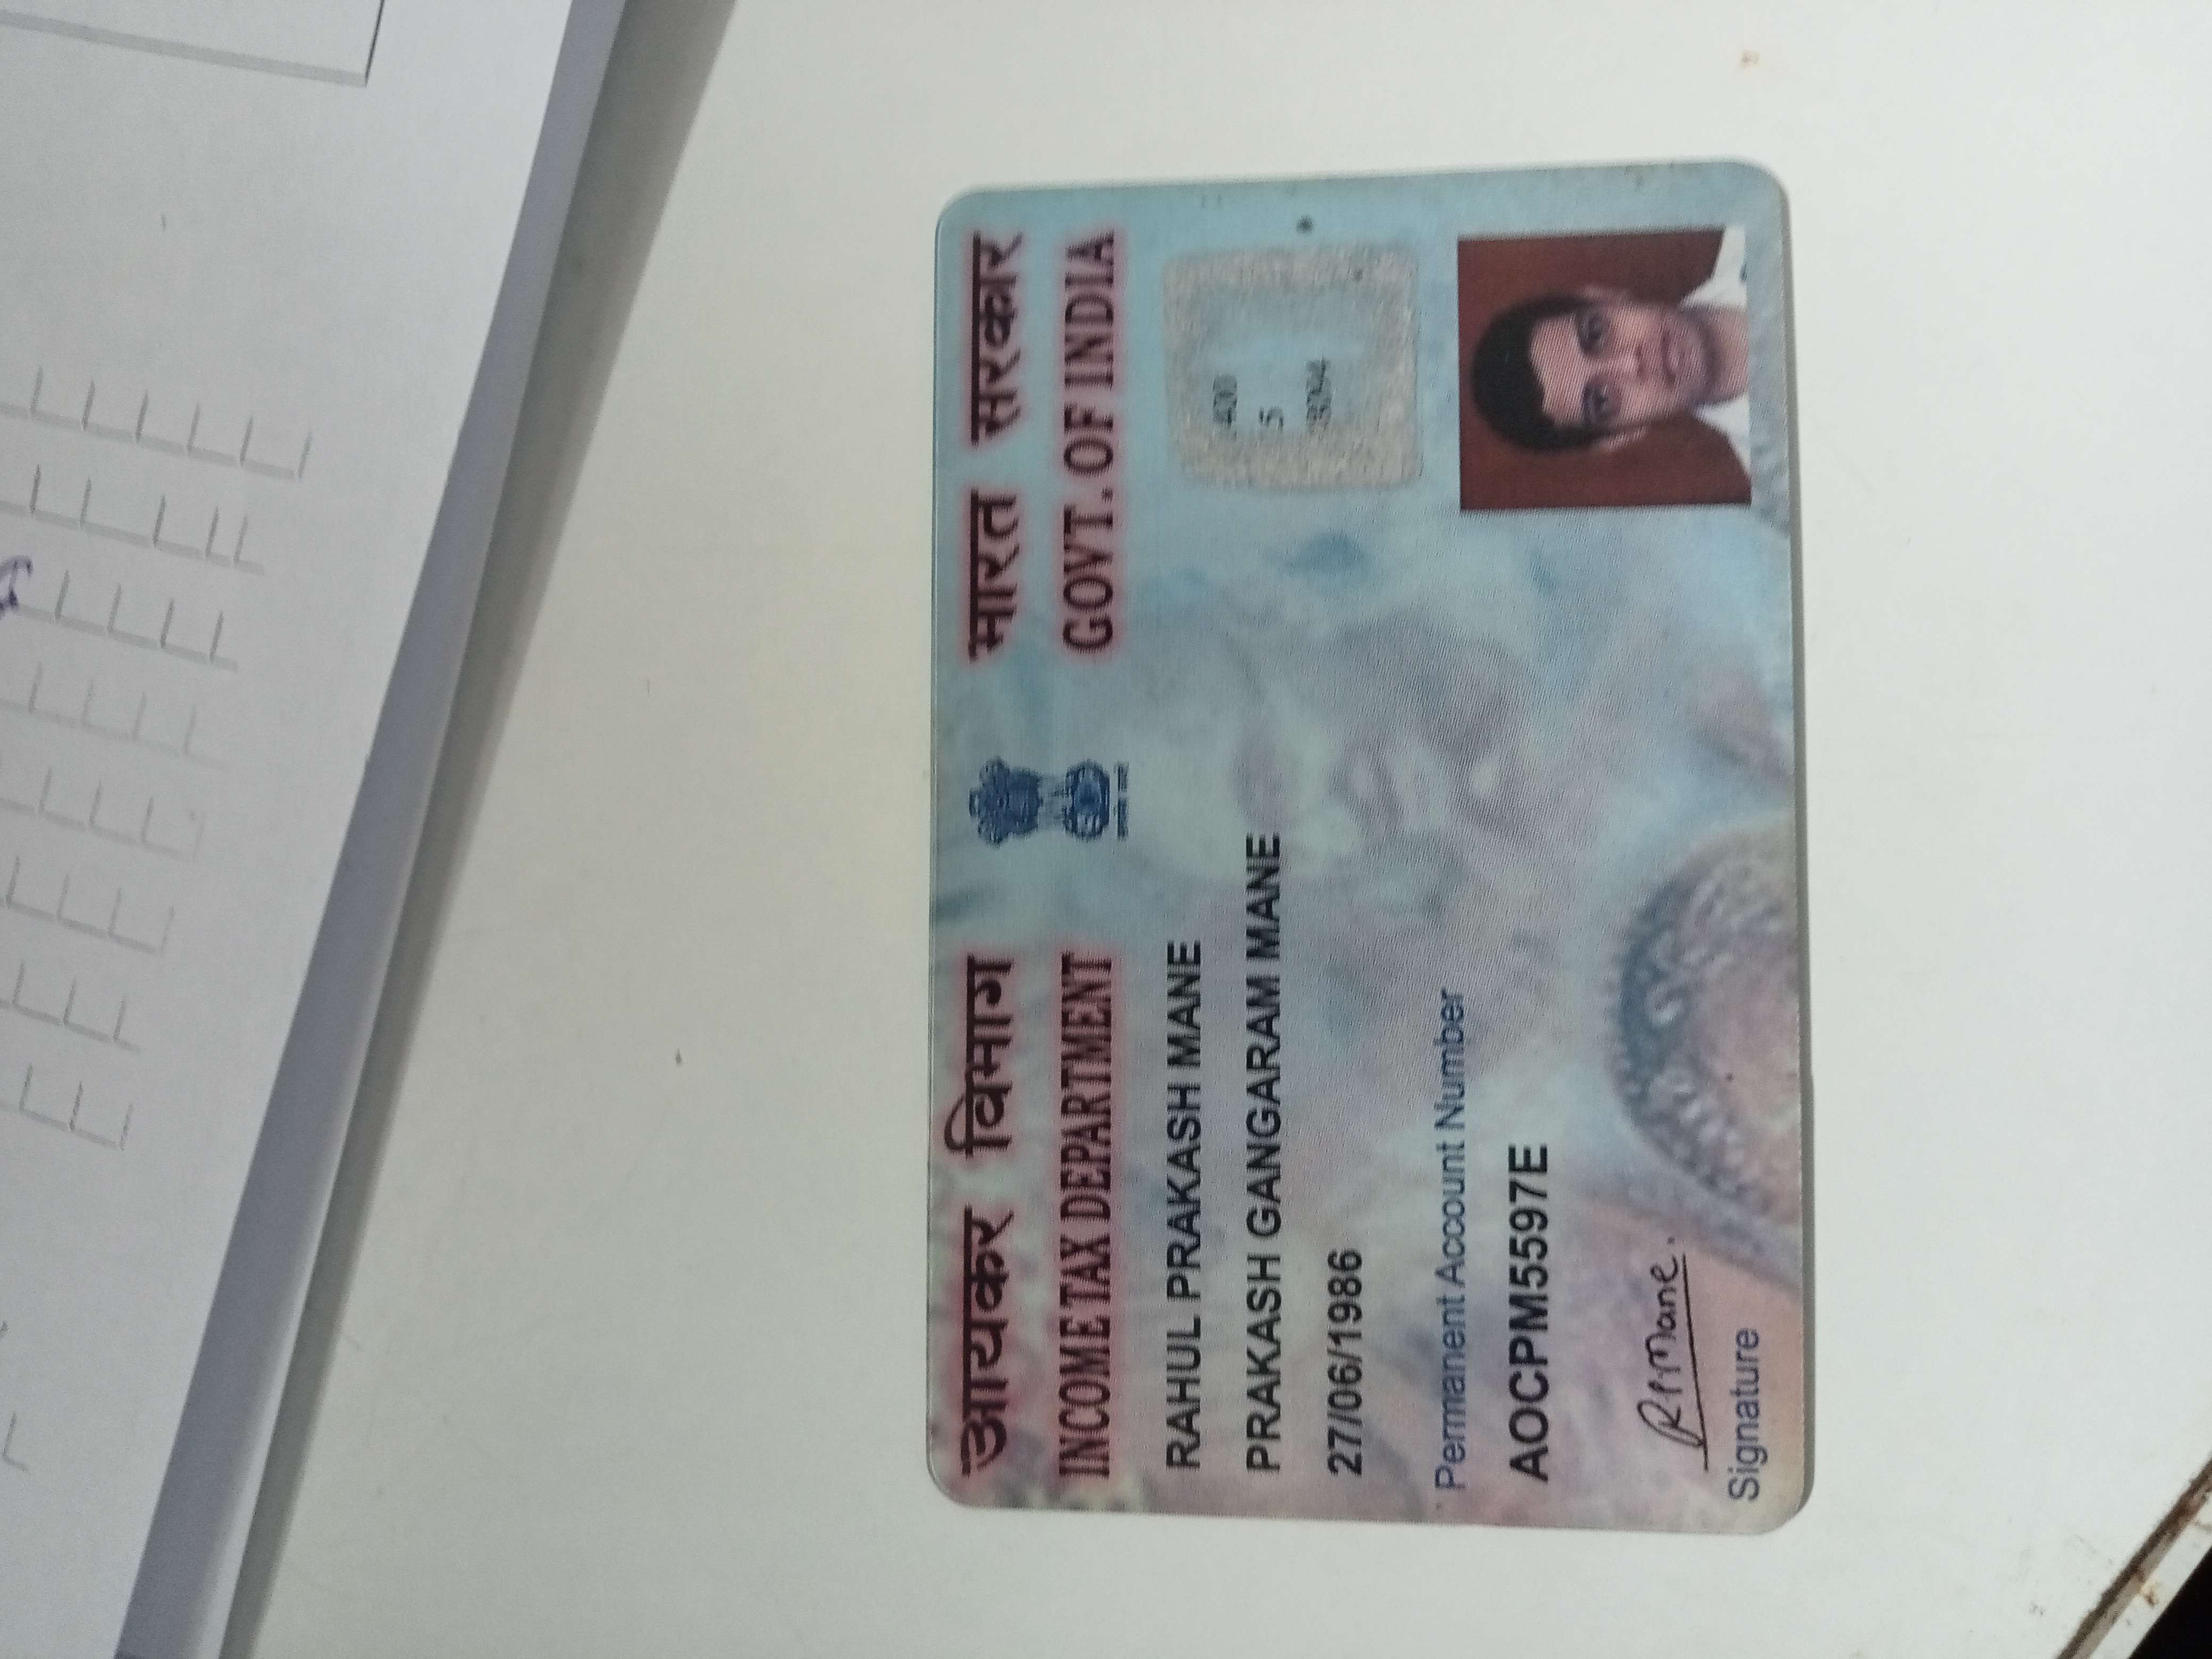 आयकर विभाग
INCOME TAX DEPARTMENT
भारत सरकार
GOVT. OF INDIA
RAHUL PRAKASH MANE
PRAKASH GANGARAM MANE
27/06/1986
Permanent Account Number
AOCPM5597E
RPMane.
Signature